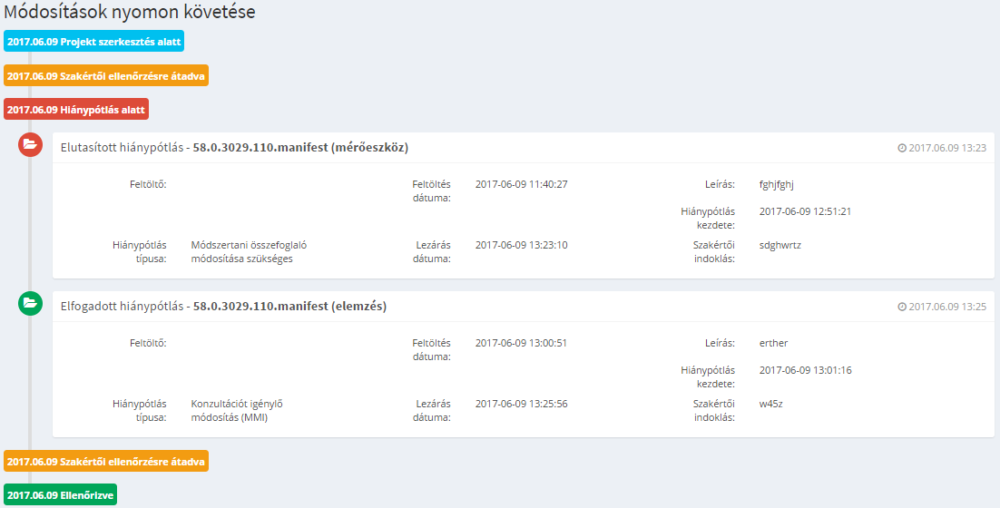 Módosítások nyomon követése
2017.06.09 Projekt szerkesztés alatt
2017.06.09 Szakértői ellenőrzésre átadva
2017.06.09 Hiánypótlás alatt
Elutasított hiánypótlás - 58.0.3029.110.manifest (mérőeszköz) 2017.06.09 13:23
Feltöltő: Feltöltés 2017-06-09 11:40:27 Leírás: fghjfghj
dátuma:
Hiánypótlás 2017-06-09 12:51:21
kezdete:
Hiánypótlás Módszertani összefoglaló Lezárás 2017-06-09 13:23:10 Szakértői sdghwrtz
típusa: módosítása szükséges dátuma: indoklás:
Elfogadott hiánypótlás - 58.0.3029.110.manifest (elemzés) 2017.06.09 13:25
Feltöltő: Feltöltés 2017-06-09 13:00:51 Leírás: erther
dátuma:
Hiánypótlás 2017-06-09 13:01:16
kezdete:
Hiánypótlás Konzultációt igénylő Lezárás 2017-06-09 13:25:56 Szakértői w45z
típusa: módosítás (MMI) dátuma: indoklás:
2017.06.09 Szakértői ellenőrzésre átadva
2017.06.09 Ellenőrizve